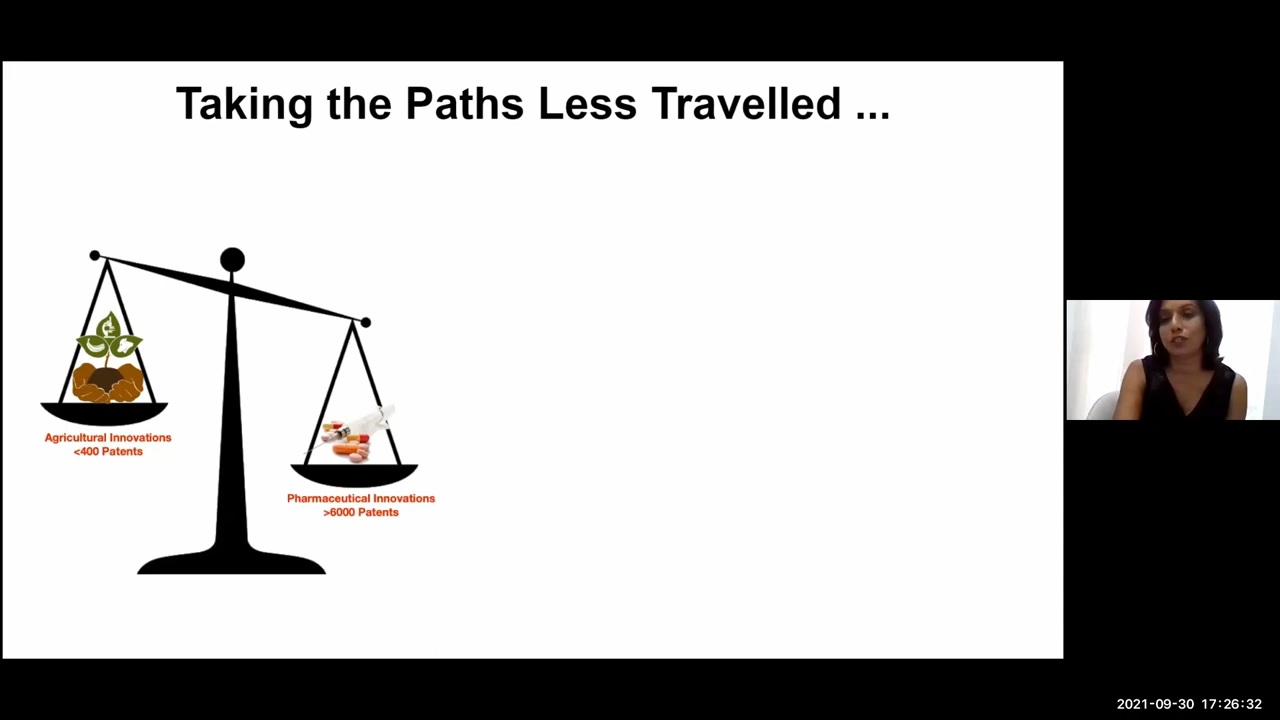 Taking the Paths Less Travelled ...
Agricultural Innovations
<400 Patents
Pharmaceutical Innovations
>6000 Patents
2021-09-30 17:26:32